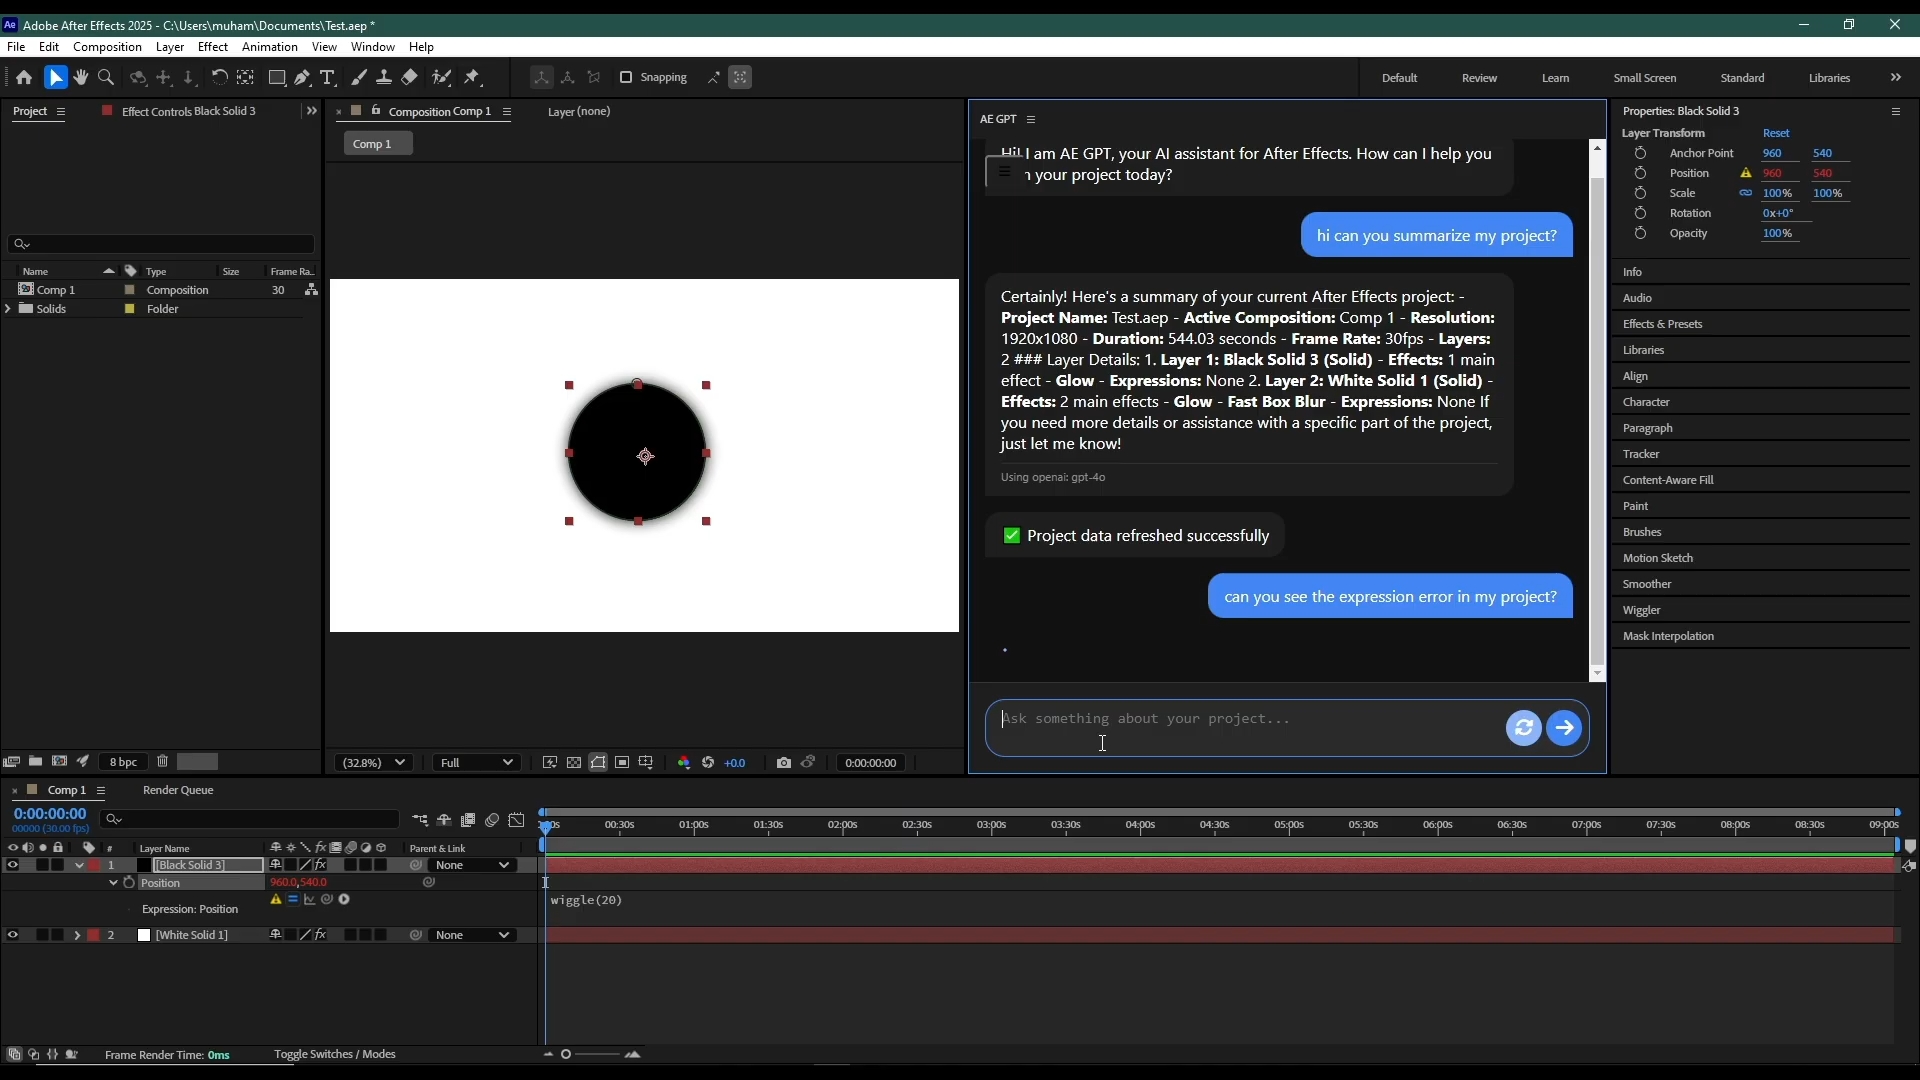 Ae Adobe After Effects 2025 - C:\Users\muham\Documents\Test.aep *
File Edit Composition Layer Effect Animation View Window Help
Snapping
Default Review Learn Small Screen Standard Libraries
Project
Effect Controls Black Solid 3
Composition Comp 1
Layer (none)
Comp 1
Name Type Size Frame Ra..
Comp 1 Composition 30
Solids Folder
8 bpc
(32.8%) Full +0.0 0:00:00:00
AE GPT
Hi! I am AE GPT, your AI assistant for After Effects. How can I help you
your project today?
hi can you summarize my project?
Certainly! Here's a summary of your current After Effects project: -
Project Name: Test.aep - Active Composition: Comp 1 - Resolution:
1920x1080 - Duration: 544.03 seconds - Frame Rate: 30fps - Layers:
2 ### Layer Details: 1. Layer 1: Black Solid 3 (Solid) - Effects: 1 main
effect - Glow - Expressions: None 2. Layer 2: White Solid 1 (Solid) -
Effects: 2 main effects - Glow - Fast Box Blur - Expressions: None If
you need more details or assistance with a specific part of the project,
just let me know!
Using openai: gpt-4o
✅ Project data refreshed successfully
can you see the expression error in my project?
Ask something about your project...
Properties: Black Solid 3
Layer Transform Reset
Anchor Point 960 540
Position 960 540
Scale 100% 100%
Rotation 0x+0°
Opacity 100%
Info
Audio
Effects & Presets
Libraries
Align
Character
Paragraph
Tracker
Content-Aware Fill
Paint
Brushes
Motion Sketch
Smoother
Wiggler
Mask Interpolation
Comp 1
Render Queue
0:00:00:00
00000 (30.00 fps)
00:30s 01:00s 01:30s 02:00s 02:30s 03:00s 03:30s 04:00s 04:30s 05:00s 05:30s 06:00s 06:30s 07:00s 07:30s 08:00s 08:30s 09:00s
# Layer Name fx Parent & Link
1 [Black Solid 3] fx None
Position 960.0,540.0
Expression: Position
wiggle(20)
2 [White Solid 1] fx None
Frame Render Time: 0ms
Toggle Switches / Modes